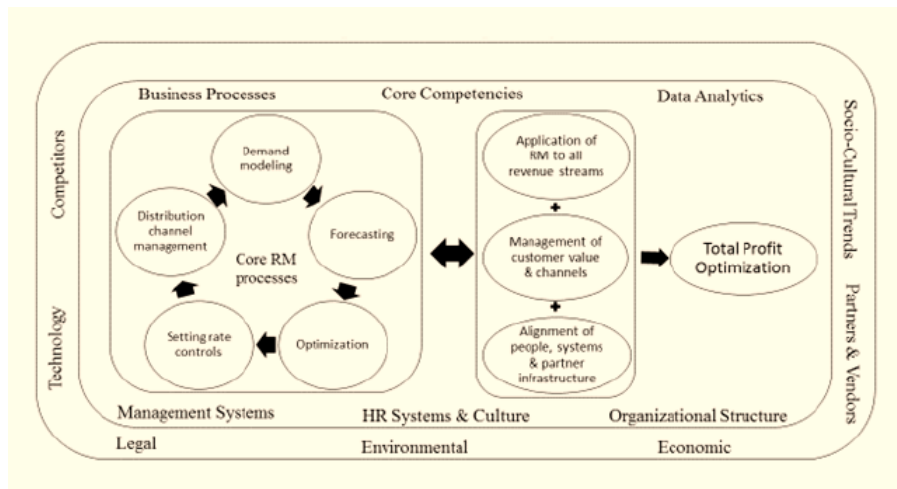 Business Processes
Core Competencies
Data Analytics
Competitors
Technology
Socio-Cultural Trends
Partners & Vendors
Demand
modeling
Forecasting
Optimization
Setting rate
controls
Distribution
channel
management
Core RM
processes
Application of
RM to all
revenue streams
+
Management of
customer value
& channels
+
Alignment of
people, systems
& partner
infrastructure
Total Profit
Optimization
Management Systems
HR Systems & Culture
Organizational Structure
Legal
Environmental
Economic